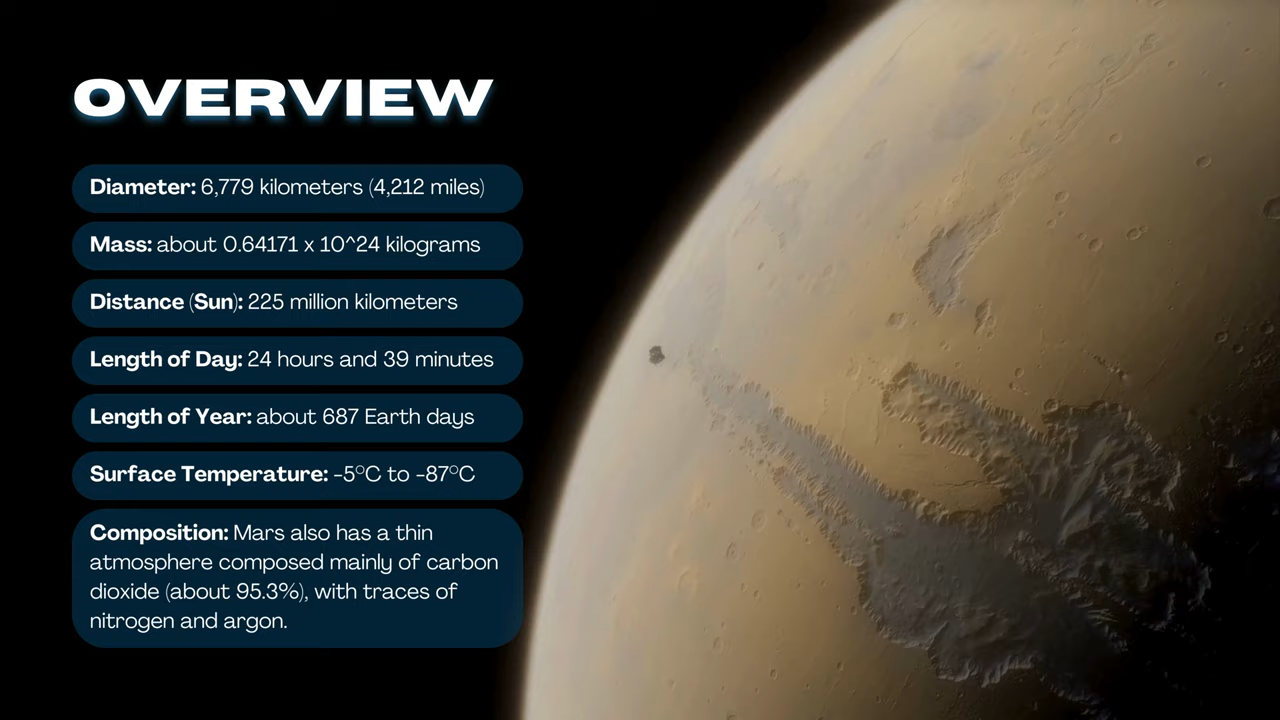 OVERVIEW
Diameter: 6,779 kilometers (4,212 miles)
Mass: about 0.64171 x 10^24 kilograms
Distance (Sun): 225 million kilometers
Length of Day: 24 hours and 39 minutes
Length of Year: about 687 Earth days
Surface Temperature: -5°C to -87°C
Composition: Mars also has a thin
atmosphere composed mainly of carbon
dioxide (about 95.3%), with traces of
nitrogen and argon.